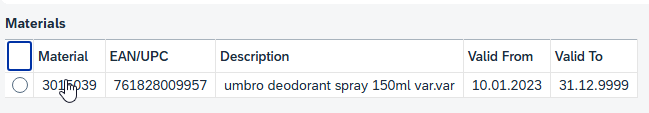 Materials
Material EAN/UPC Description Valid From Valid To
761828009957 umbro deodorant spray 150ml var.var 10.01.2023 31.12.9999